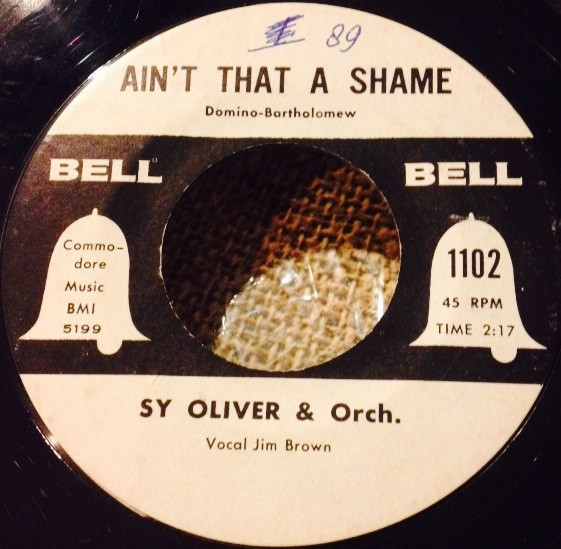 89
AIN'T THAT A SHAME
Domino-Bartholomew
BELL
BELL
Commo-
dore
Music
BMI
5199
1102
45 RPM
TIME 2:17
SY OLIVER & Orch.
Vocal Jim Brown